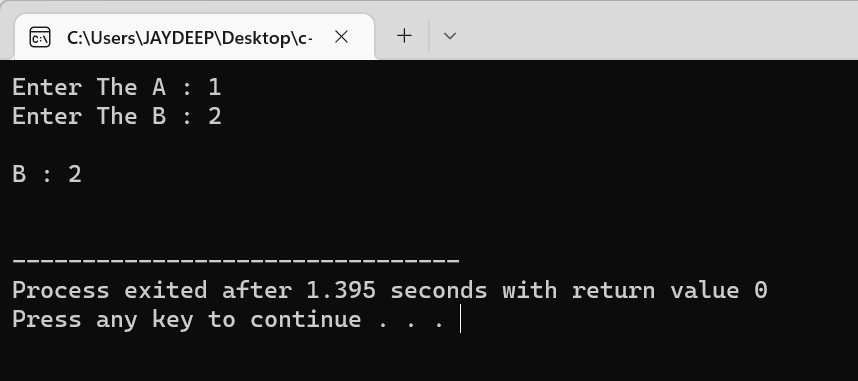 C:\Users\JAYDEEP\Desktop\c-
Enter The A : 1
Enter The B : 2
B : 2
--------------------------------
Process exited after 1.395 seconds with return value 0
Press any key to continue . . .